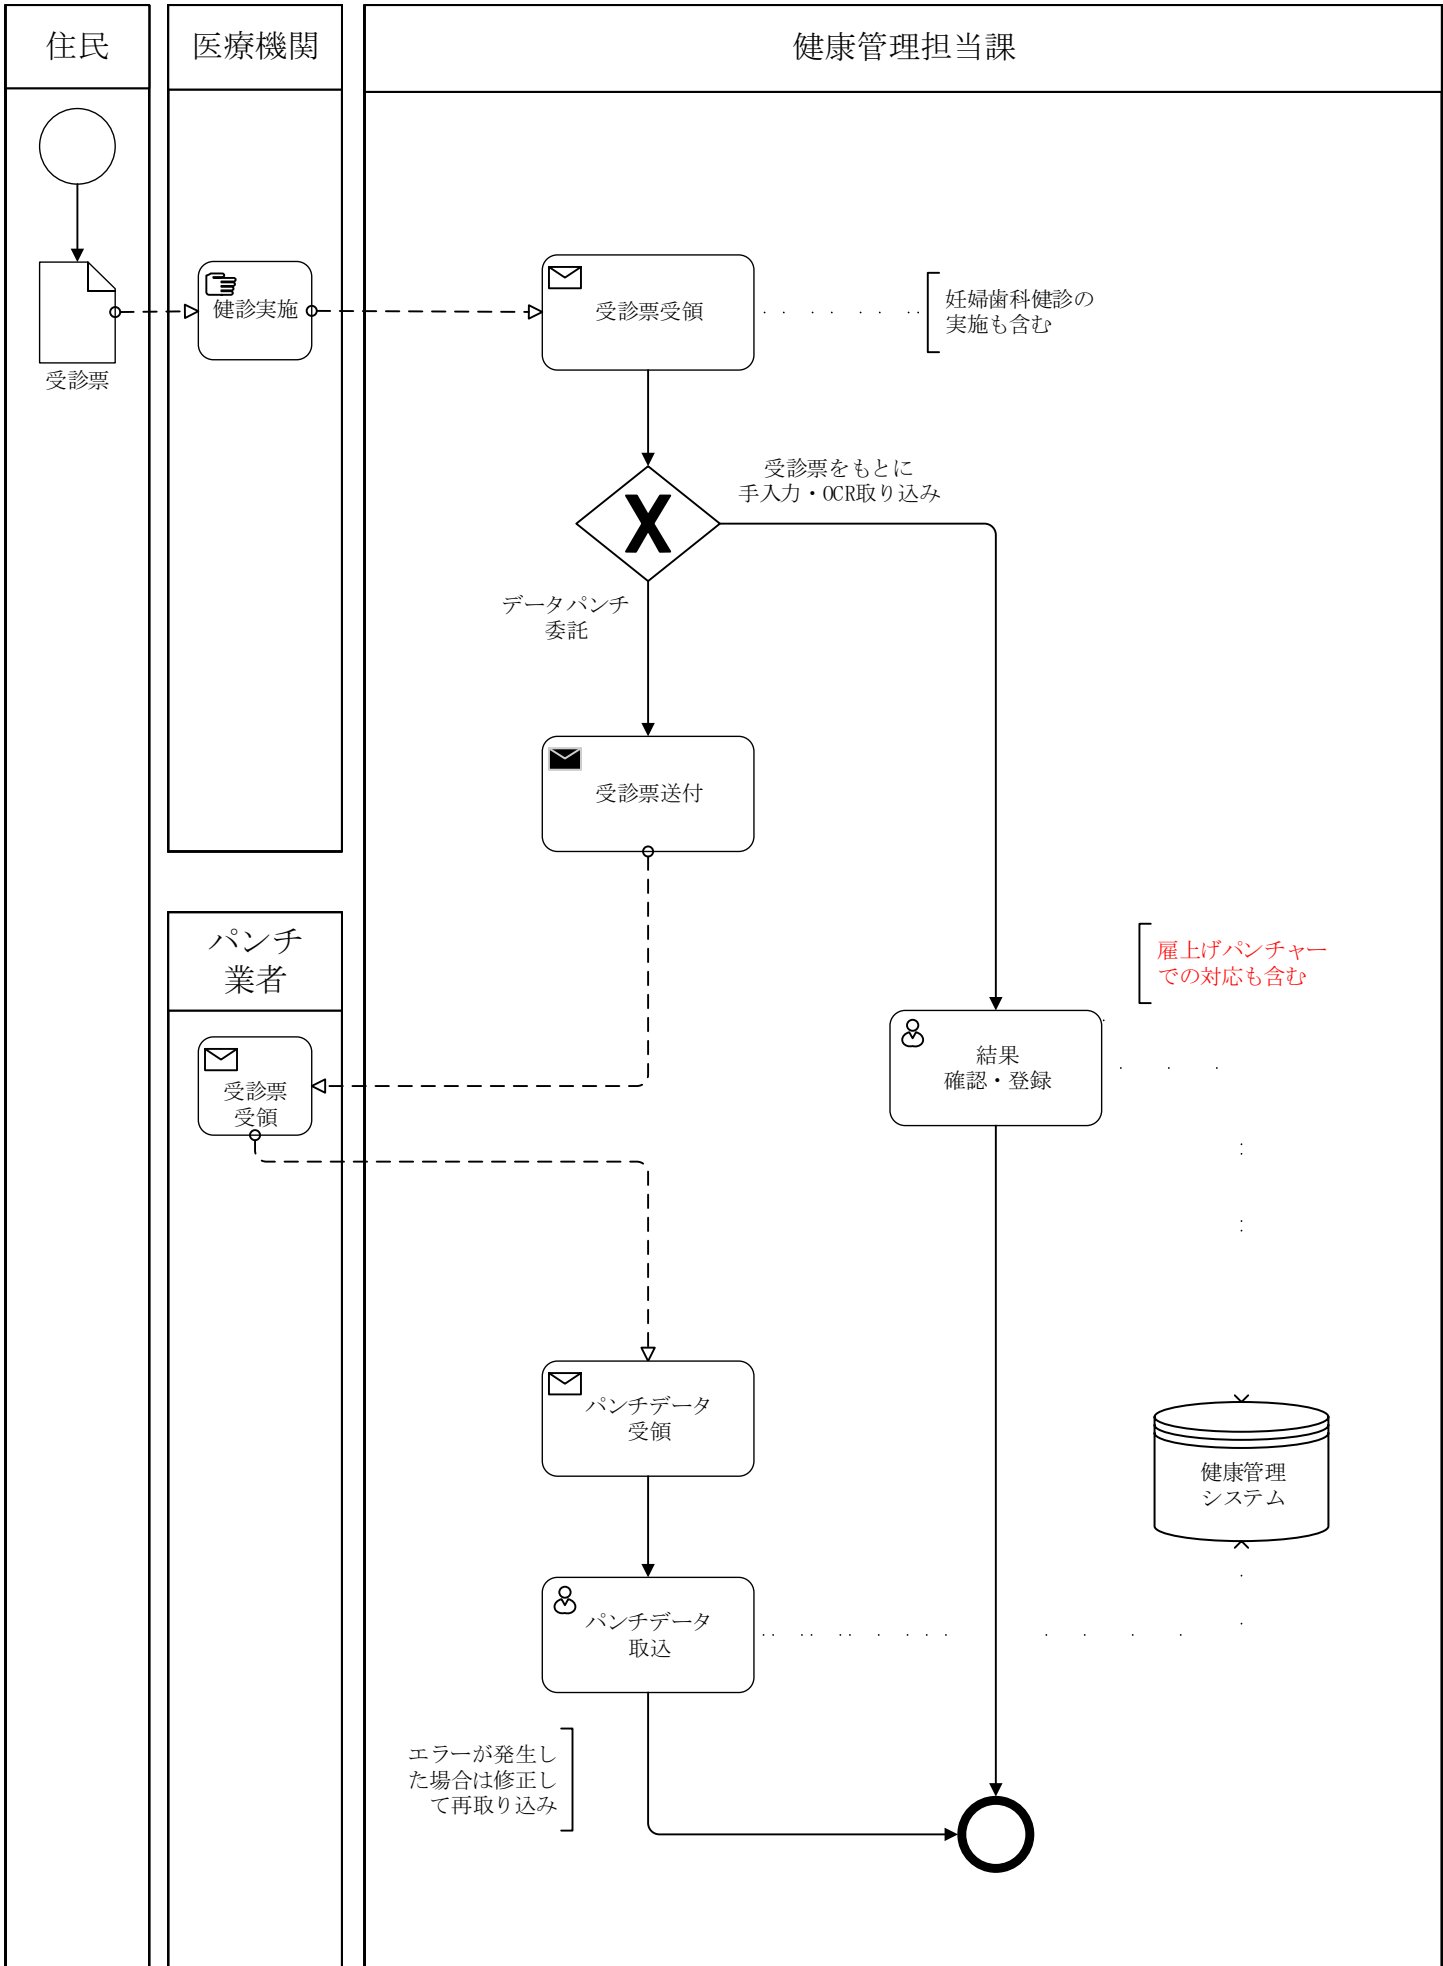 住民
医療機関
健康管理担当課
健診実施
受診票受領
妊婦歯科健診の
実施も含む
受診票
受診票をもとに
手入力・OCR取り込み
データパンチ
委託
受診票送付
パンチ
業者
雇上げパンチャー
での対応も含む
結果
確認・登録
受診票
受領
パンチデータ
受領
健康管理
システム
パンチデータ
取込
エラーが発生し
た場合は修正し
て再取り込み